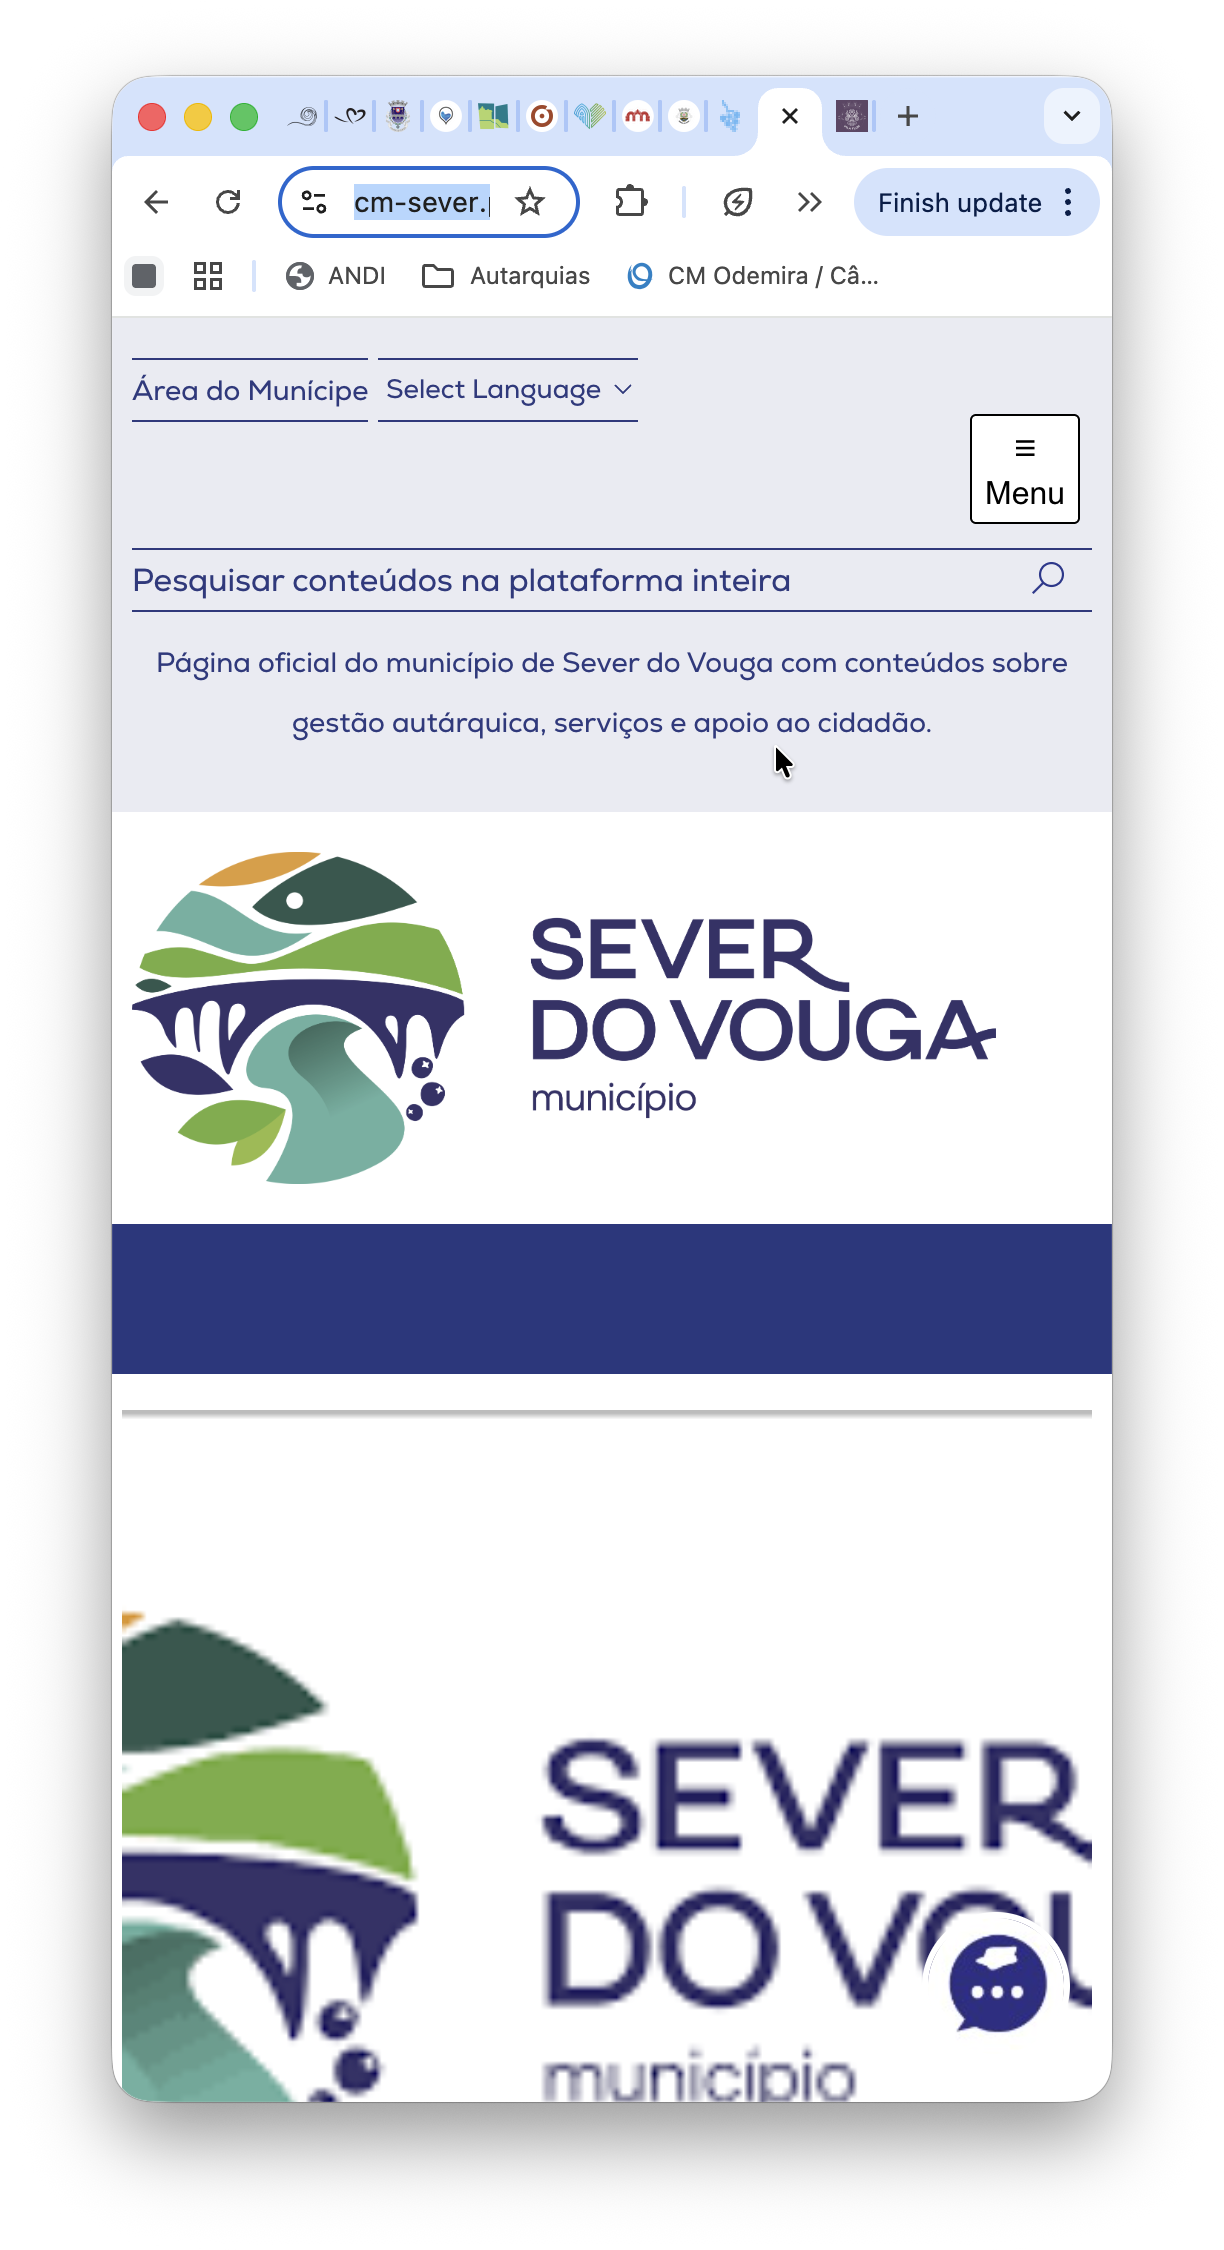 cm-sever.
Finish update
ANDI
Autarquias
CM Odemira / Câ...
Área do Munícipe
Select Language
Menu
Pesquisar conteúdos na plataforma inteira
Página oficial do município de Sever do Vouga com conteúdos sobre
gestão autárquica, serviços e apoio ao cidadão.
SEVER
DO VOUGA
município
SEVER
DO VOU
município